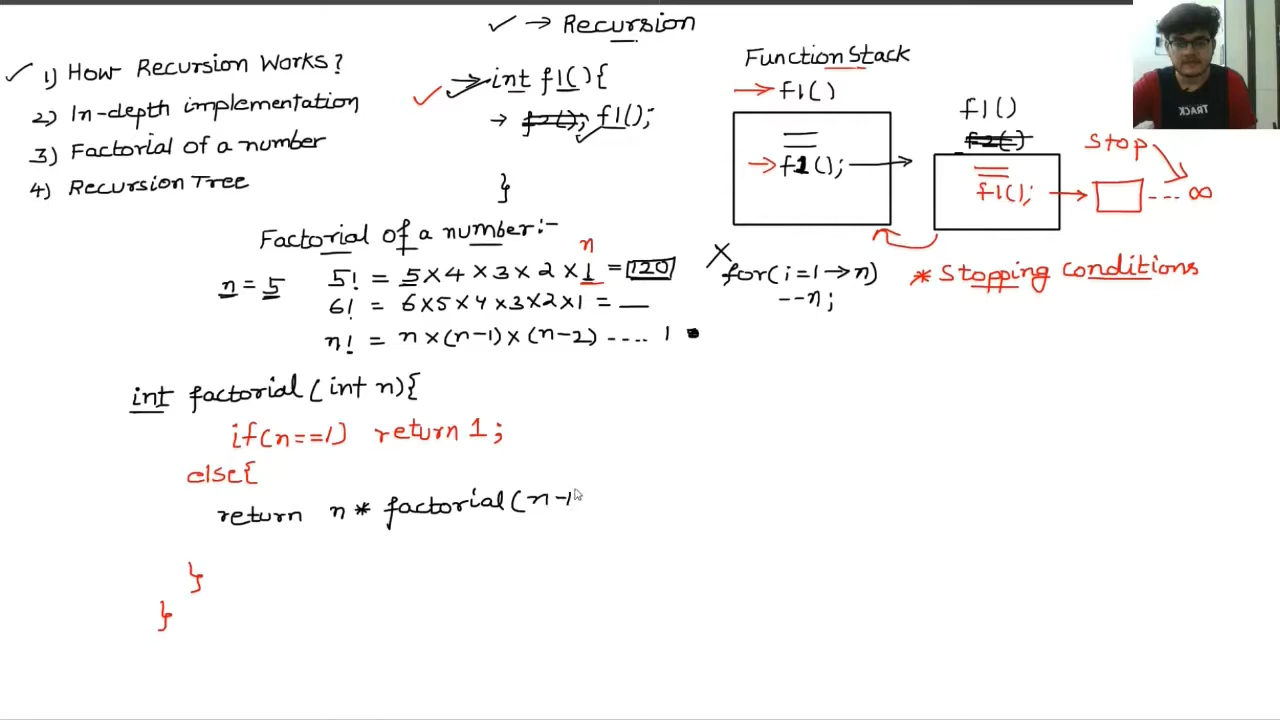 ✓ → Recursion
✓ 1) How Recursion Works?
2) In-depth implementation
3) Factorial of a number
4) Recursion Tree
int f1(){
→ f2(); f1();
}
Function Stack
→ f1()
→ f1(); →
f1()
f2()
f1(); →
Stop
---- ∞
* Stopping conditions
Factorial of a number:-
n = 5
n
5! = 5 × 4 × 3 × 2 × 1 = 120
6! = 6×5×4×3×2×1 = __
n! = n × (n-1) × (n-2) .... 1
× for(i=1→n)
--n;
int factorial(int n){
if(n==1) return 1;
else{
return n * factorial(n-1
}
}
TRACK